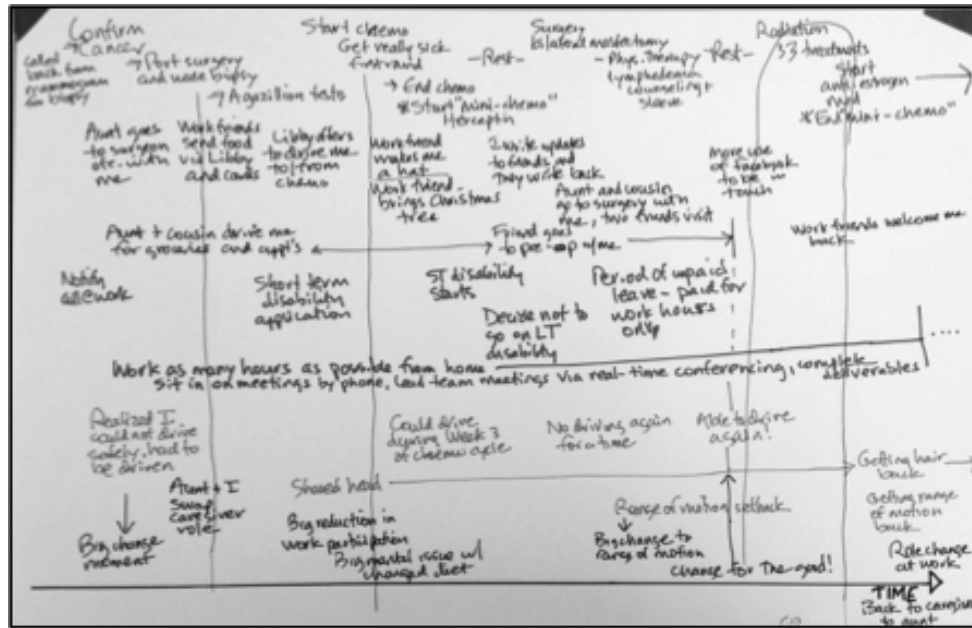 Confirm
Cancer
called
back from
mammogram
for biopsy
→ Port surgery
and node biopsy
→ A gazillion tests
Start chemo
Get really sick
first round
→ End chemo
* Start "mini-chemo"
Herceptin
- Rest -
Surgery
Bilateral mastectomy
- Phys. Therapy
Lymphedema
counseling +
sleeve
- Rest -
Radiation
33 treatments
Start
anti estrogen
med
* End "mini-chemo"
Aunt goes
to surgeon
etc. with
me
Work friends
send food
via Libby
and cards
Libby offers
to drive me
to/from
chemo
Work friend
makes me
a hat
Work friend
brings Christmas
tree
I write updates
to friends and
they write back
Aunt and cousin
go to surgery with
me, two friends visit
More use
of facebook
to be in
touch
Work friends welcome me
back
Aunt + cousin drive me
for groceries and appt's
Friend goes
to pre-op w/me
Notify
@work
Short term
disability
application
ST disability
starts
Decide not to
go on LT
disability
Period of unpaid
leave - paid for
work hours
only
Work as many hours as possible from home
Sit in on meetings by phone, lead team meetings via real-time conferencing, complete
deliverables
Realized I
could not drive
safely, had to
be driven
Could drive
during Week 3
of chemo cycle
No driving again
for a time
Able to drive
again!
Aunt + I
swap
caregiver
roles
Shaved head
Getting hair
back
Big change
moment
Big reduction in
work participation
Big mental issue w/
changed diet
Range of motion setback
Big change to
Range of motion
Change for the good!
Getting range
of motion
back
Role change
at work
TIME
Back to caregiver
to aunt